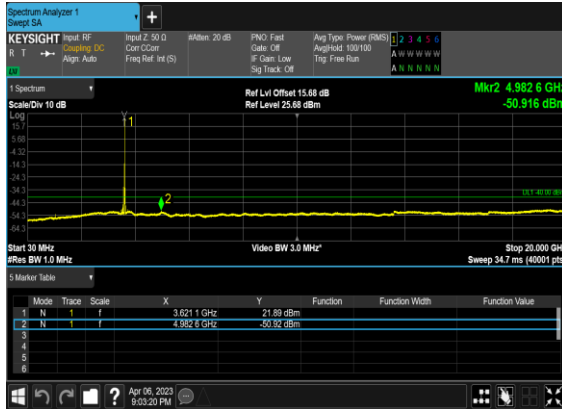 Spectrum Analyzer 1
Swept SA
+
KEYSIGHT Input: RF Input Z: 50 Ω #Atten: 20 dB PNO: Fast Avg Type: Power (RMS) 1 2 3 4 5 6
R T Coupling: DC Corr CCorr Gate: Off Avg|Hold: 100/100 A W W W W W
Align: Auto Freq Ref: Int (S) IF Gain: Low Trig: Free Run
LU Sig Track: Off A N N N N N
1 Spectrum Ref Lvl Offset 15.68 dB Mkr2 4.982 6 GHz
Scale/Div 10 dB Ref Level 25.68 dBm -50.916 dBm
Log
15.7
5.68
-4.32
-14.3
-24.3
-34.3
-44.3
-54.3
-64.3
1
2
DL1 -40.00 dBm
Start 30 MHz Video BW 3.0 MHz* Stop 20.000 GHz
#Res BW 1.0 MHz Sweep 34.7 ms (40001 pts)
5 Marker Table
Mode Trace Scale X Y Function Function Width Function Value
1 N 1 f 3.621 1 GHz 21.89 dBm
2 N 1 f 4.982 6 GHz -50.92 dBm
3
4
5
6
? Apr 06, 2023
9:03:20 PM